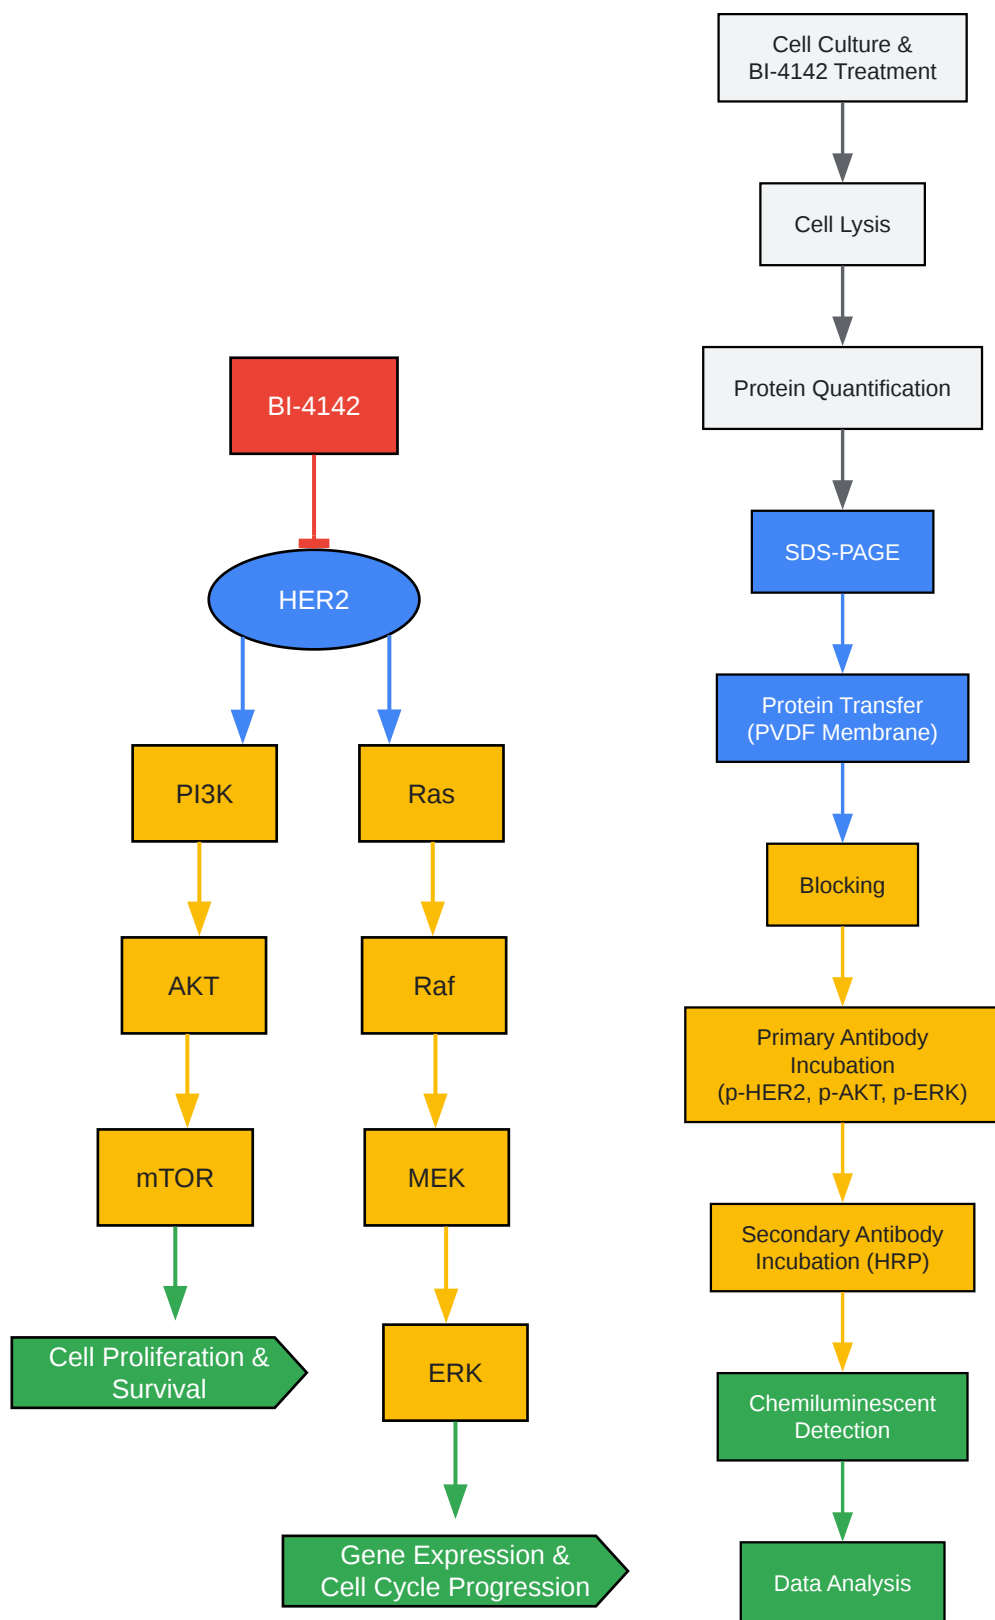 BI-4142
HER2
PI3K
Ras
AKT
Raf
mTOR
MEK
Cell Proliferation &
Survival
ERK
Gene Expression &
Cell Cycle Progression
Cell Culture &
BI-4142 Treatment
Cell Lysis
Protein Quantification
SDS-PAGE
Protein Transfer
(PVDF Membrane)
Blocking
Primary Antibody
Incubation
(p-HER2, p-AKT, p-ERK)
Secondary Antibody
Incubation (HRP)
Chemiluminescent
Detection
Data Analysis